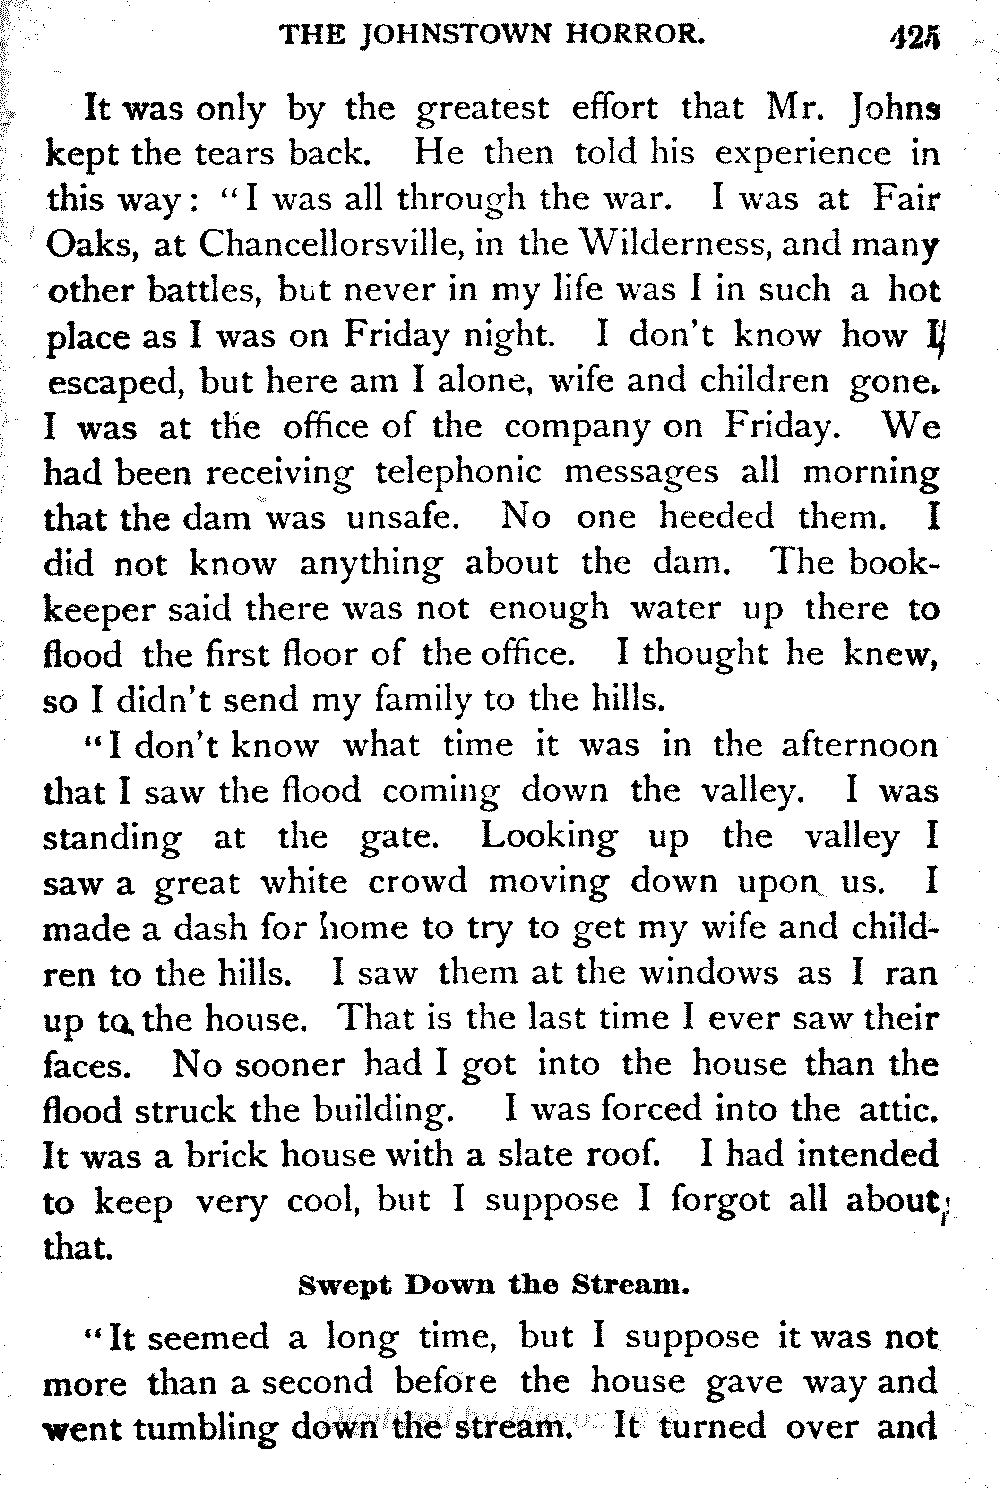 THE JOHNSTOWN HORROR. 425
It was only by the greatest effort that Mr. Johns
kept the tears back. He then told his experience in
this way: "I was all through the war. I was at Fair
Oaks, at Chancellorsville, in the Wilderness, and many
other battles, but never in my life was I in such a hot
place as I was on Friday night. I don't know how I
escaped, but here am I alone, wife and children gone.
I was at the office of the company on Friday. We
had been receiving telephonic messages all morning
that the dam was unsafe. No one heeded them. I
did not know anything about the dam. The book-
keeper said there was not enough water up there to
flood the first floor of the office. I thought he knew,
so I didn't send my family to the hills.
"I don't know what time it was in the afternoon
that I saw the flood coming down the valley. I was
standing at the gate. Looking up the valley I
saw a great white crowd moving down upon us. I
made a dash for home to try to get my wife and child-
ren to the hills. I saw them at the windows as I ran
up to the house. That is the last time I ever saw their
faces. No sooner had I got into the house than the
flood struck the building. I was forced into the attic.
It was a brick house with a slate roof. I had intended
to keep very cool, but I suppose I forgot all about
that.
Swept Down the Stream.
"It seemed a long time, but I suppose it was not
more than a second before the house gave way and
went tumbling down the stream. It turned over and